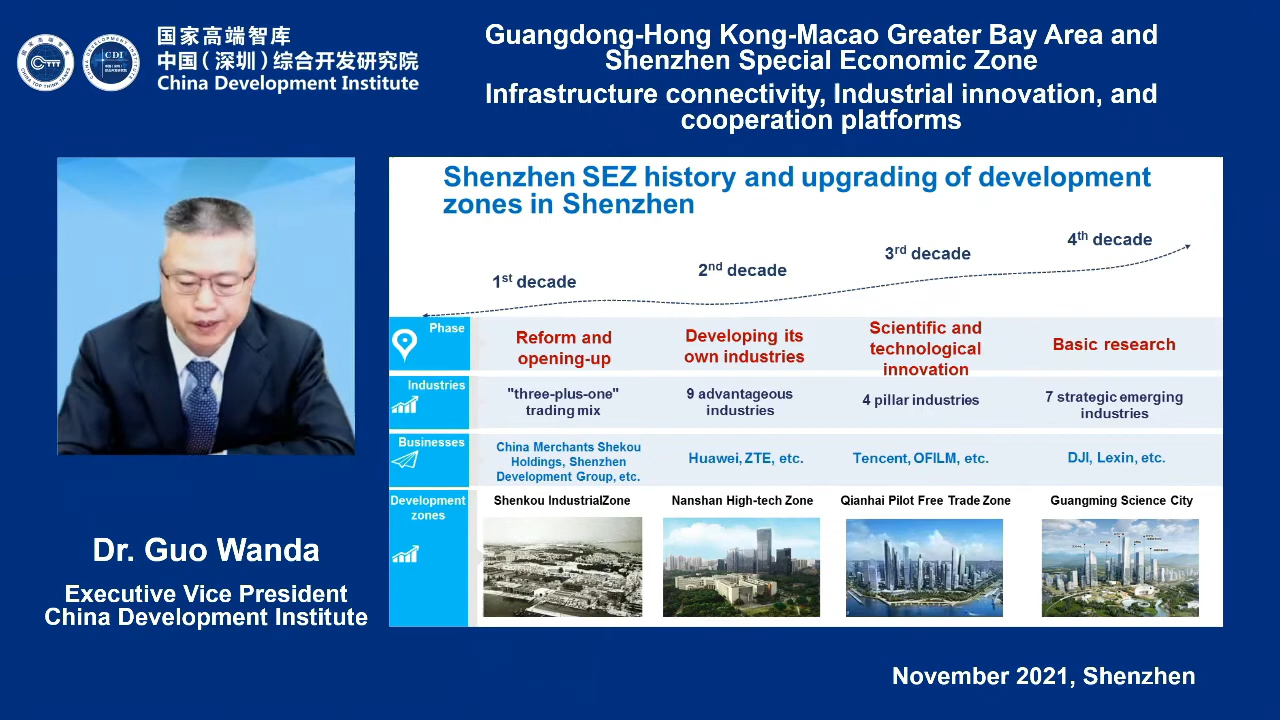 国家高端智库
中国（深圳）综合开发研究院
China Development Institute
CDI
Guangdong-Hong Kong-Macao Greater Bay Area and
Shenzhen Special Economic Zone
Infrastructure connectivity, Industrial innovation, and
cooperation platforms
Shenzhen SEZ history and upgrading of development
zones in Shenzhen
1st decade
2nd decade
3rd decade
4th decade
Phase
Reform and
opening-up
Developing its
own industries
Scientific and
technological
innovation
Basic research
Industries
"three-plus-one"
trading mix
9 advantageous
industries
4 pillar industries
7 strategic emerging
industries
Businesses
China Merchants Shekou
Holdings, Shenzhen
Development Group, etc.
Huawei, ZTE, etc.
Tencent, OFILM, etc.
DJI, Lexin, etc.
Development
zones
Shenkou IndustrialZone
Nanshan High-tech Zone
Qianhai Pilot Free Trade Zone
Guangming Science City
Dr. Guo Wanda
Executive Vice President
China Development Institute
November 2021, Shenzhen